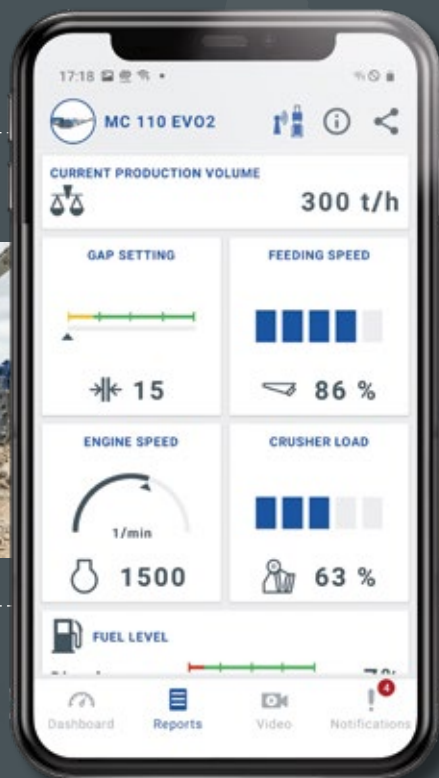 17:18
MC 110 EVO2
CURRENT PRODUCTION VOLUME
300 t/h
GAP SETTING
FEEDING SPEED
15
86 %
ENGINE SPEED
CRUSHER LOAD
1/min
1500
63 %
FUEL LEVEL
4
Dashboard
Reports
Video
Notifications